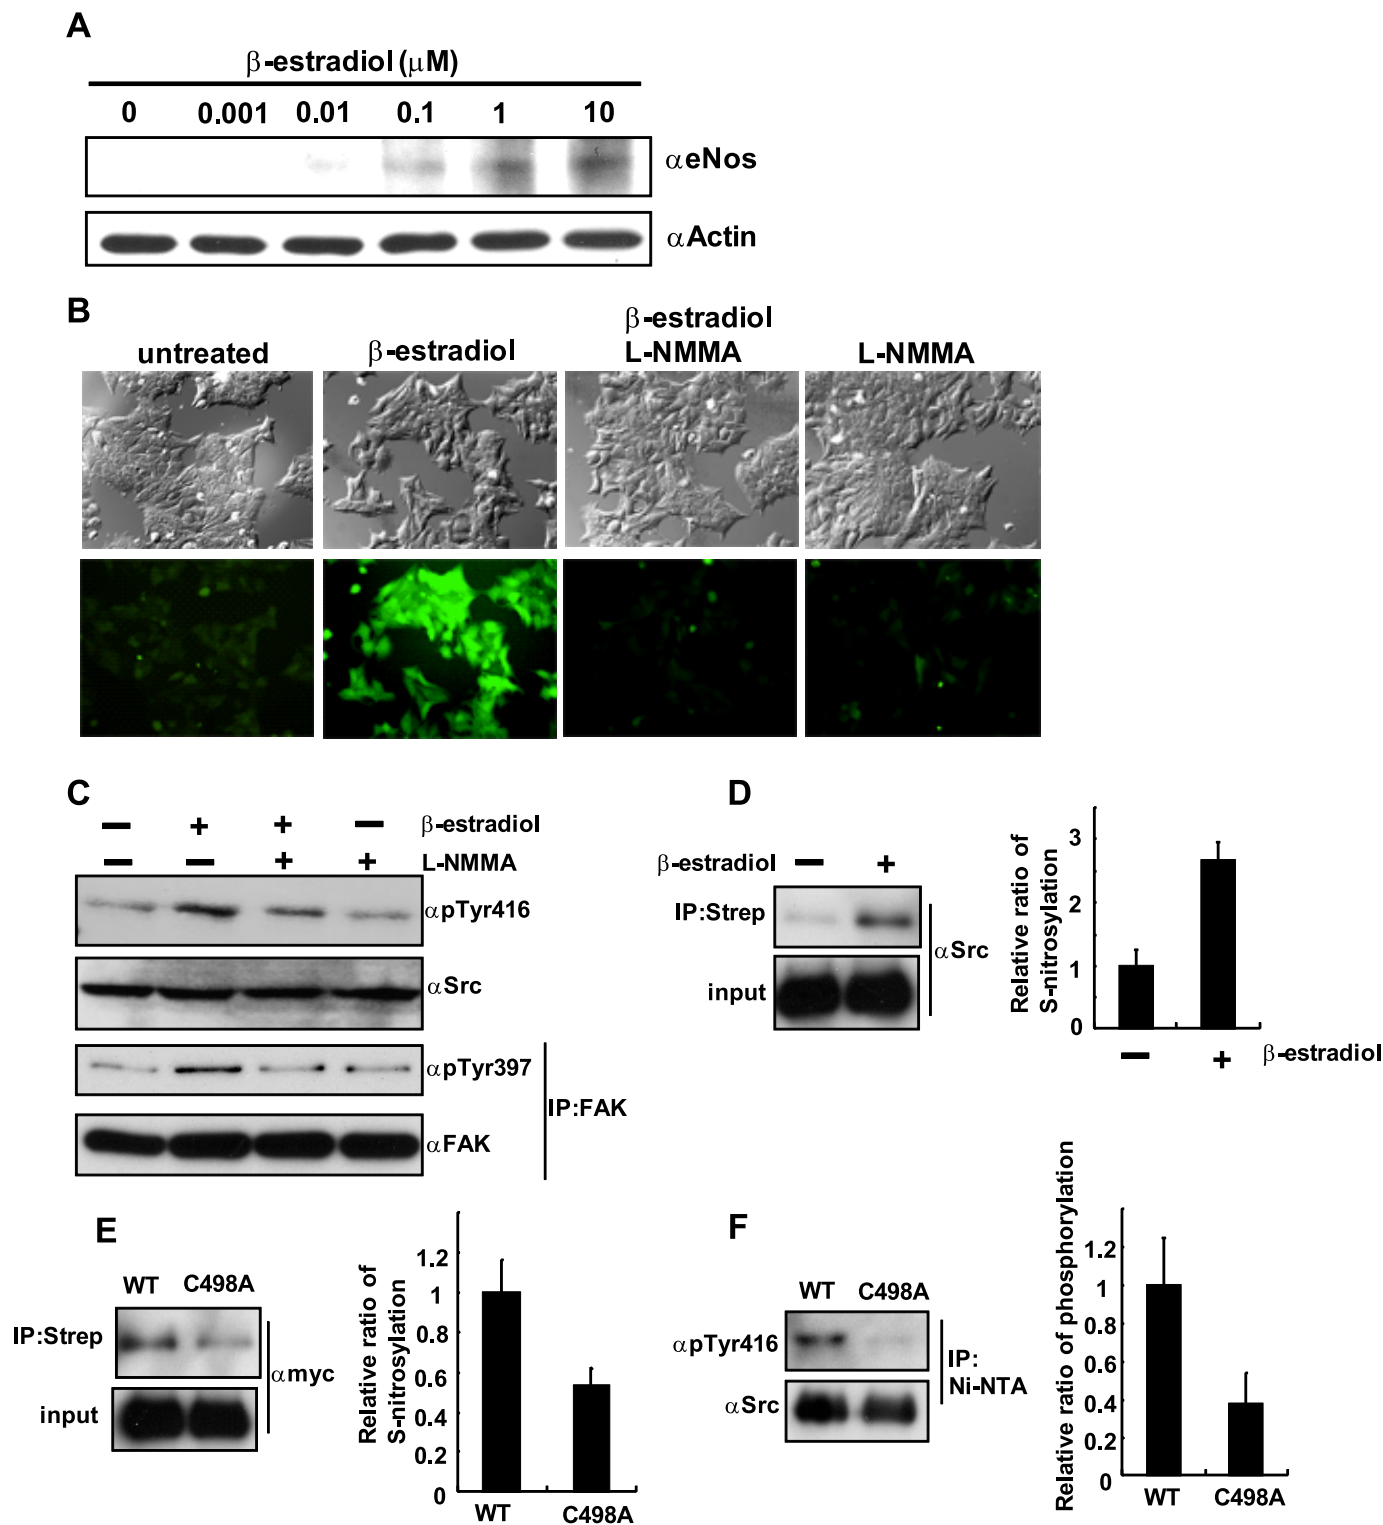 A
β-estradiol (μM)
0 0.001 0.01 0.1 1 10
αeNos
αActin
B
untreated β-estradiol β-estradiol L-NMMA
L-NMMA
C
− + + − β-estradiol
− − + + L-NMMA
αpTyr416
αSrc
αpTyr397
αFAK
IP:FAK
D
β-estradiol − +
IP:Strep
input
αSrc
Relative ratio of
S-nitrosylation
3
2
1
0
− + β-estradiol
E
WT C498A
IP:Strep
input
αmyc
Relative ratio of
S-nitrosylation
1.2
1
0.8
0.6
0.4
0.2
0
WT C498A
F
WT C498A
αpTyr416
αSrc
IP:
Ni-NTA
Relative ratio of phosphorylation
1.2
1
0.8
0.6
0.4
0.2
0
WT C498A